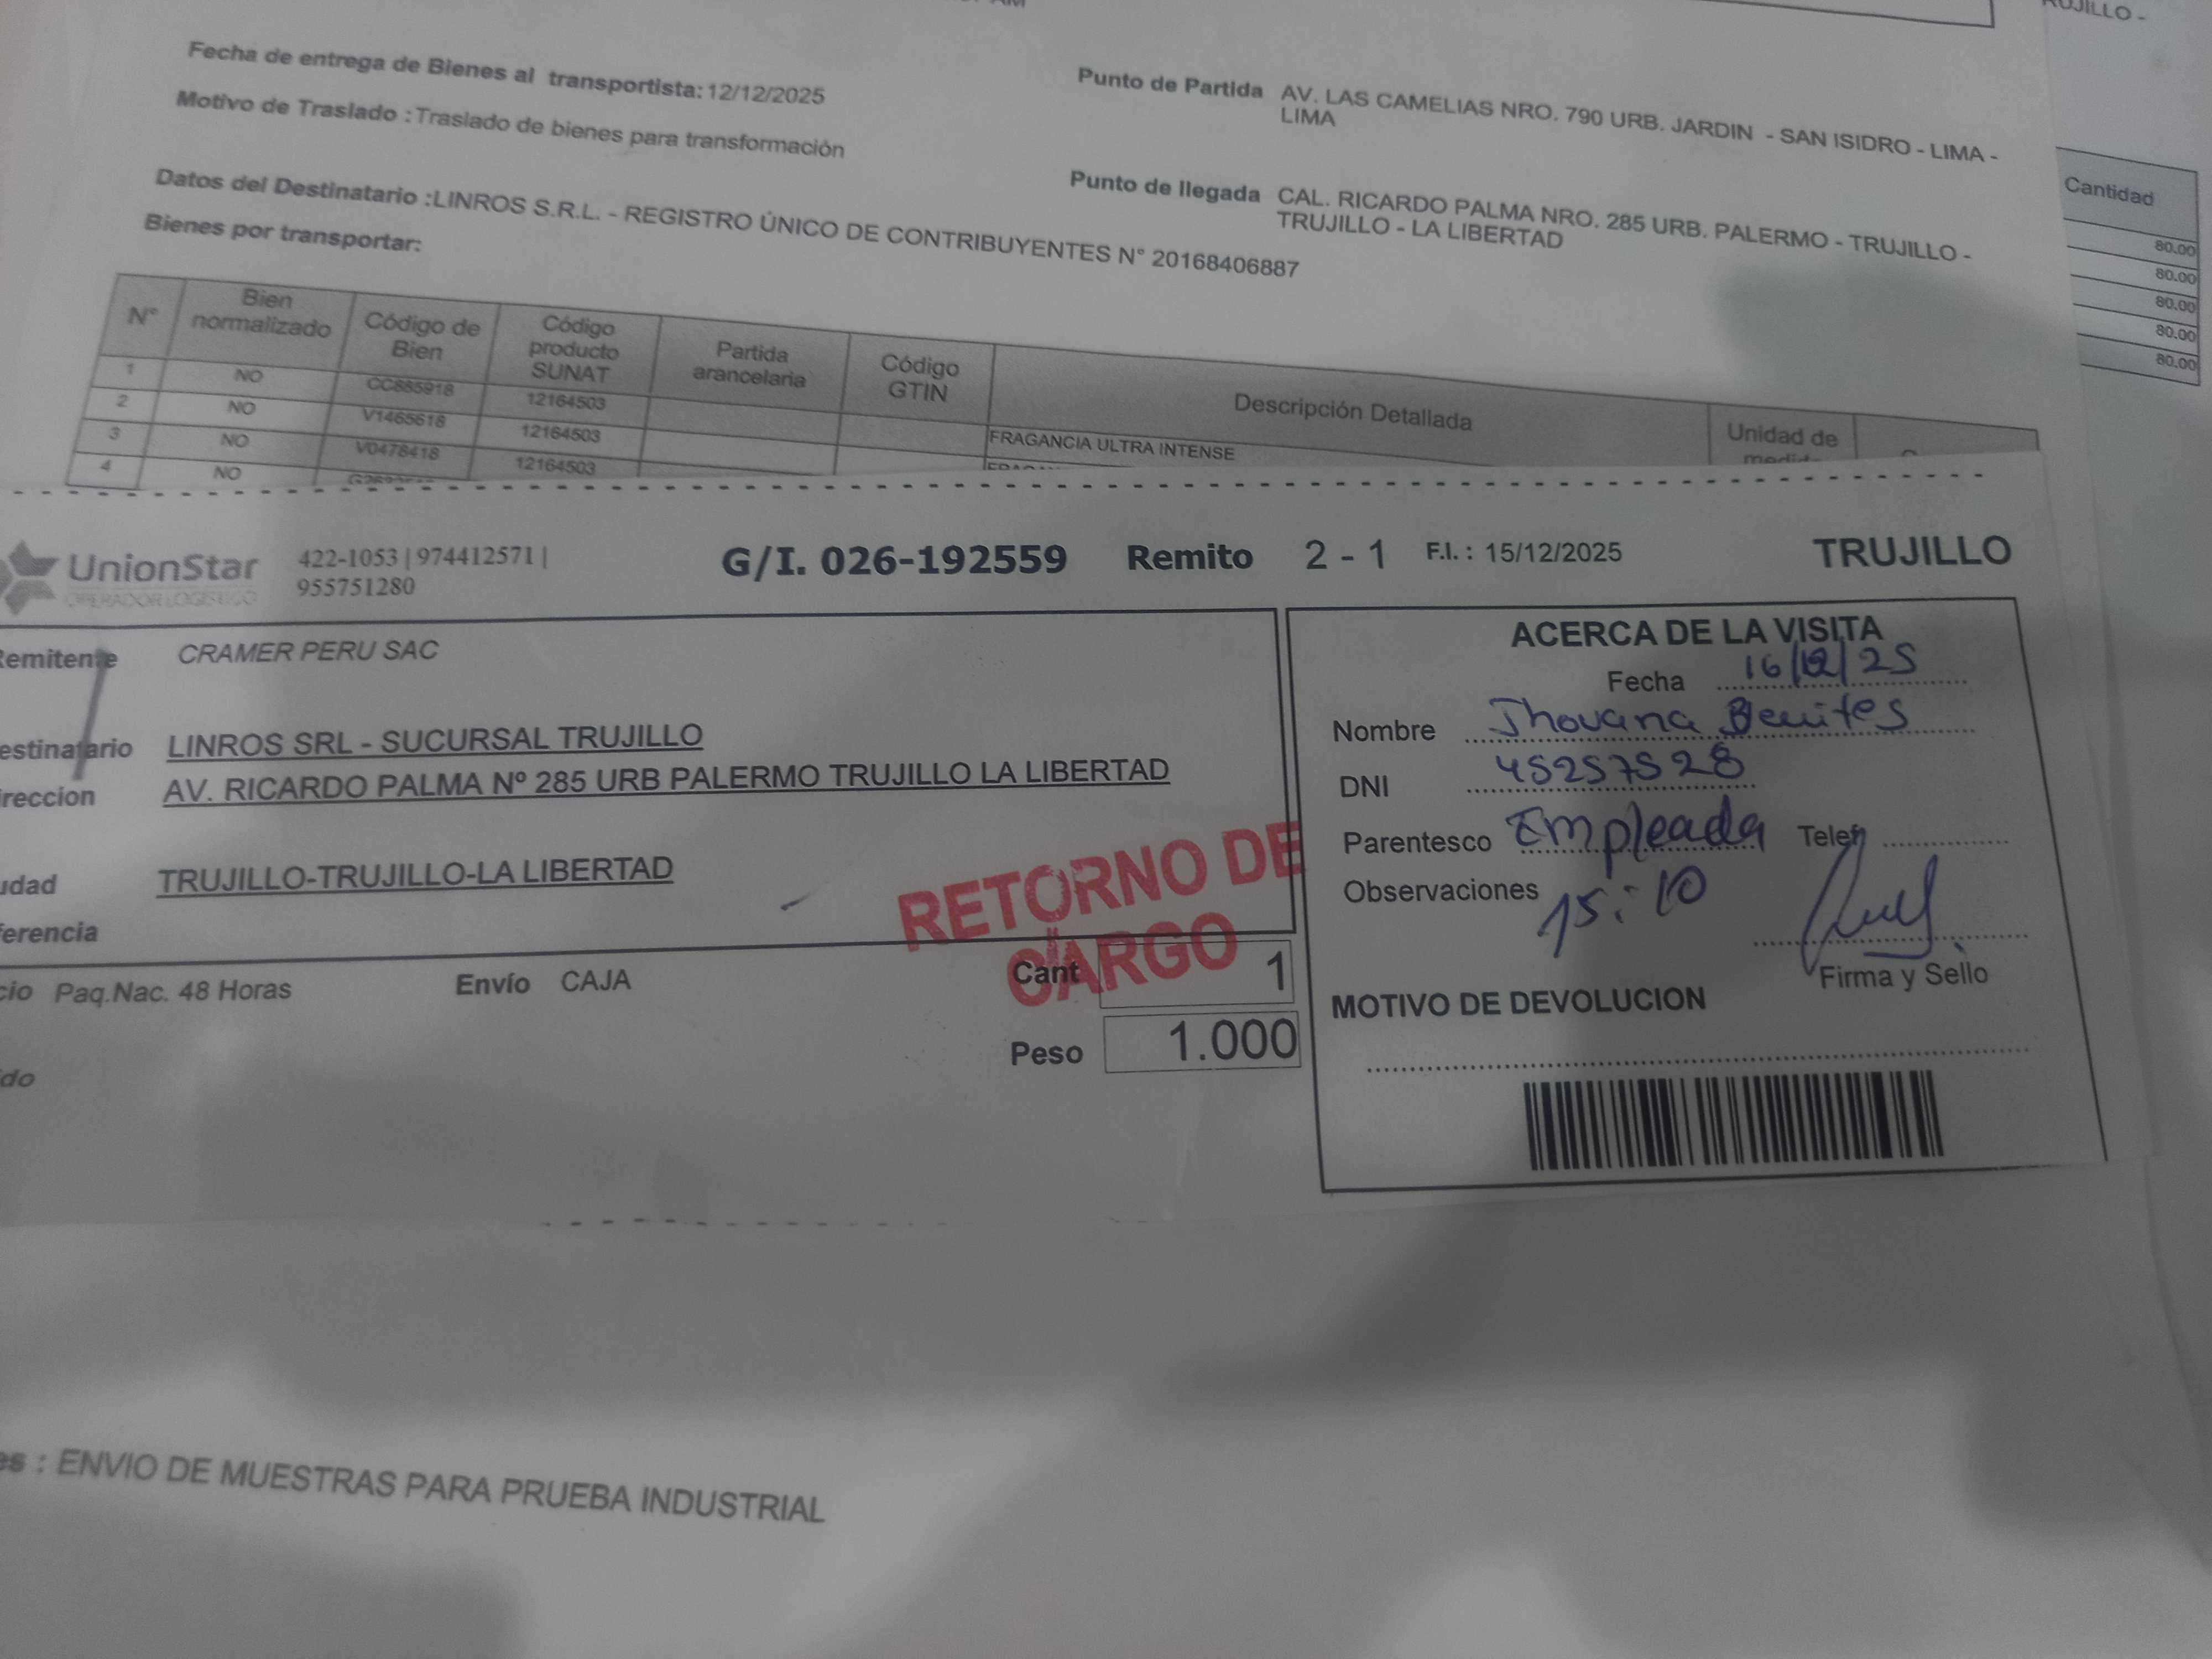 RUJILLO -
AM
Fecha de entrega de Bienes al transportista: 12/12/2025
Motivo de Traslado : Traslado de bienes para transformación
Datos del Destinatario : LINROS S.R.L. - REGISTRO ÚNICO DE CONTRIBUYENTES N° 20168406887
Bienes por transportar:
Punto de Partida AV. LAS CAMELIAS NRO. 790 URB. JARDIN - SAN ISIDRO - LIMA -
LIMA
Punto de llegada CAL. RICARDO PALMA NRO. 285 URB. PALERMO - TRUJILLO -
TRUJILLO - LA LIBERTAD
Cantidad
80.00
80.00
80.00
80.00
80.00
N° Bien normalizado Código de Bien Código producto SUNAT Partida arancelaria Código GTIN Descripción Detallada Unidad de
1 NO CC885918 12164503 FRAGANCIA ULTRA INTENSE
2 NO V1465618 12164503
3 NO V0478418 12164503
4 NO
UnionStar
OPERADOR LOGISTICO
422-1053 | 974412571 |
955751280
G/I. 026-192559 Remito 2 - 1 F.I. : 15/12/2025 TRUJILLO
Remitente CRAMER PERU SAC
estinatario LINROS SRL - SUCURSAL TRUJILLO
ireccion AV. RICARDO PALMA Nº 285 URB PALERMO TRUJILLO LA LIBERTAD
udad TRUJILLO-TRUJILLO-LA LIBERTAD
ferencia
RETORNO DE
CARGO
cio Paq.Nac. 48 Horas Envío CAJA Cant 1
Peso 1.000
do
ACERCA DE LA VISITA
Fecha 16/12/25
Nombre Jhovana Benites
DNI 45257528
Parentesco Empleada Telef
Observaciones 15:10
Firma y Sello
MOTIVO DE DEVOLUCION
es : ENVIO DE MUESTRAS PARA PRUEBA INDUSTRIAL